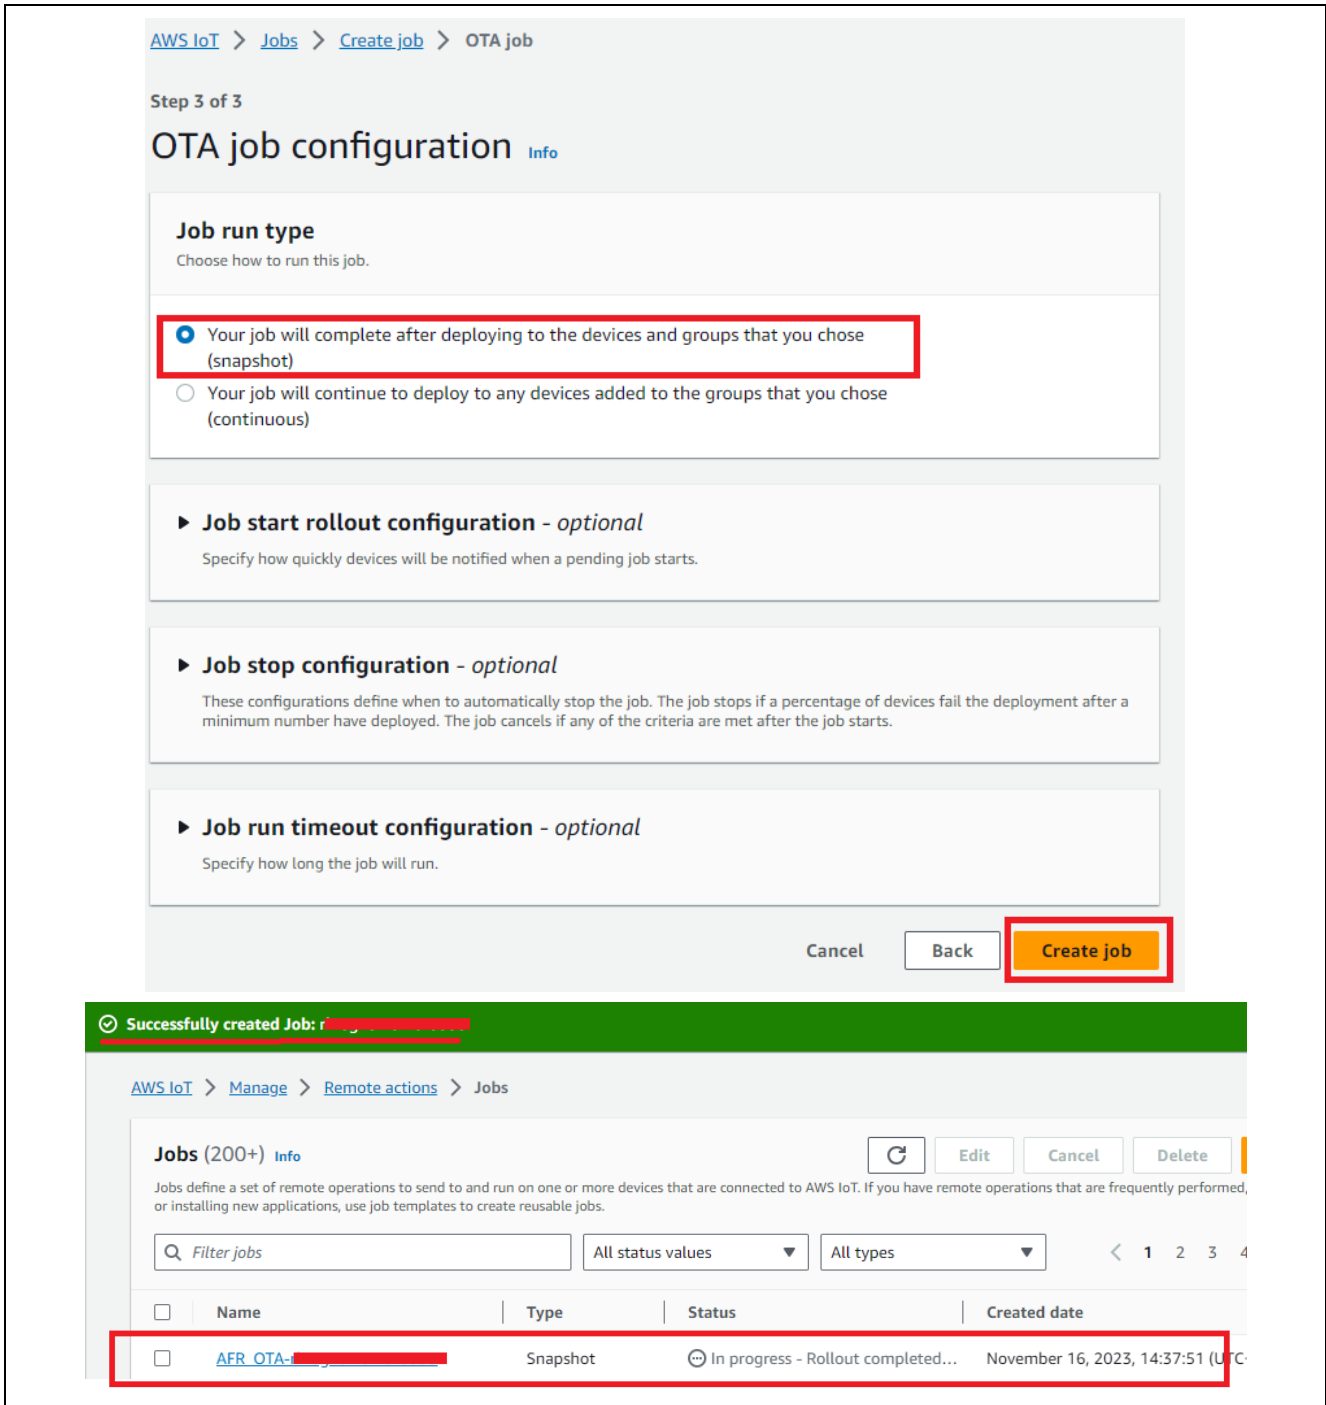 AWS IoT > Jobs > Create job > OTA job
Step 3 of 3
OTA job configuration Info
Job run type
Choose how to run this job.
Your job will complete after deploying to the devices and groups that you chose
(snapshot)
Your job will continue to deploy to any devices added to the groups that you chose
(continuous)
Job start rollout configuration - optional
Specify how quickly devices will be notified when a pending job starts.
Job stop configuration - optional
These configurations define when to automatically stop the job. The job stops if a percentage of devices fail the deployment after a
minimum number have deployed. The job cancels if any of the criteria are met after the job starts.
Job run timeout configuration - optional
Specify how long the job will run.
Cancel Back Create job
Successfully created Job:
AWS IoT > Manage > Remote actions > Jobs
Jobs (200+) Info
Edit Cancel Delete
Jobs define a set of remote operations to send to and run on one or more devices that are connected to AWS IoT. If you have remote operations that are frequently performed,
or installing new applications, use job templates to create reusable jobs.
Filter jobs All status values All types < 1 2 3 4
Name Type Status Created date
AFR_OTA- Snapshot In progress - Rollout completed... November 16, 2023, 14:37:51 (UTC-